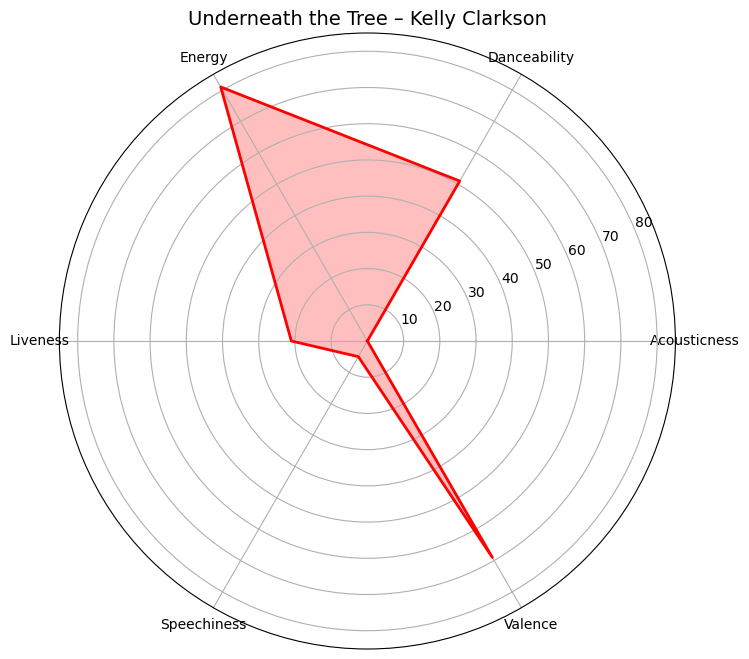 Underneath the Tree – Kelly Clarkson
Energy
Danceability
80
70
60
50
40
30
20
10
Liveness
Acousticness
Speechiness
Valence